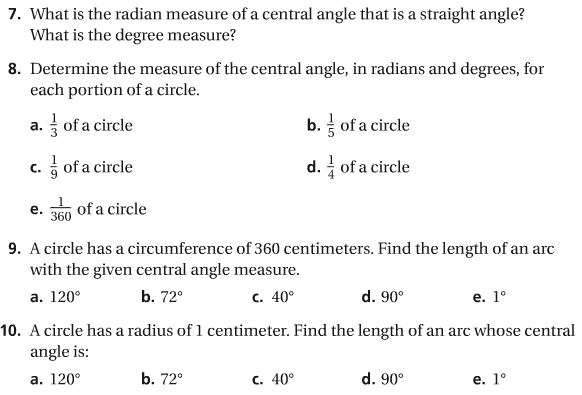 7. What is the radian measure of a central angle that is a straight angle?
What is the degree measure?
8. Determine the measure of the central angle, in radians and degrees, for
each portion of a circle.
a. 1/3 of a circle b. 1/5 of a circle
c. 1/9 of a circle d. 1/4 of a circle
e. 1/360 of a circle
9. A circle has a circumference of 360 centimeters. Find the length of an arc
with the given central angle measure.
a. 120° b. 72° c. 40° d. 90° e. 1°
10. A circle has a radius of 1 centimeter. Find the length of an arc whose central
angle is:
a. 120° b. 72° c. 40° d. 90° e. 1°